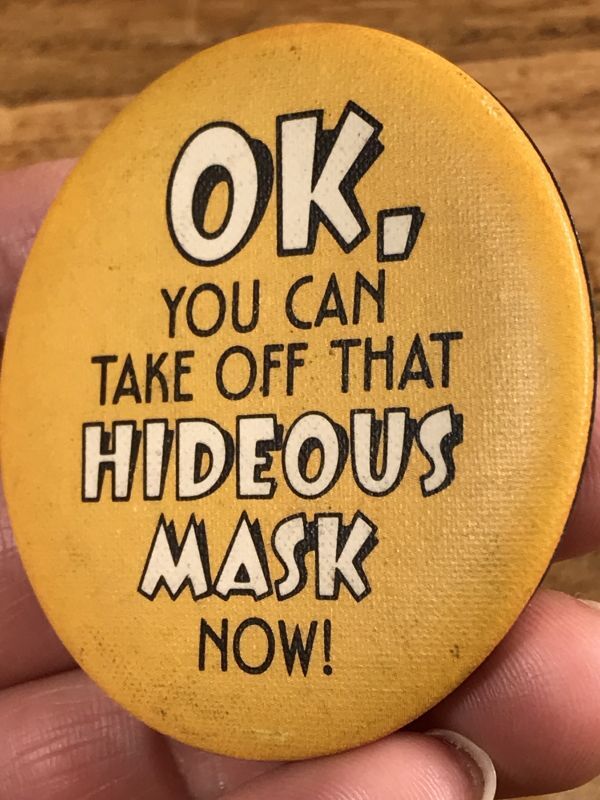 OK,
YOU CAN
TAKE OFF THAT
HIDEOUS
MASK
NOW!